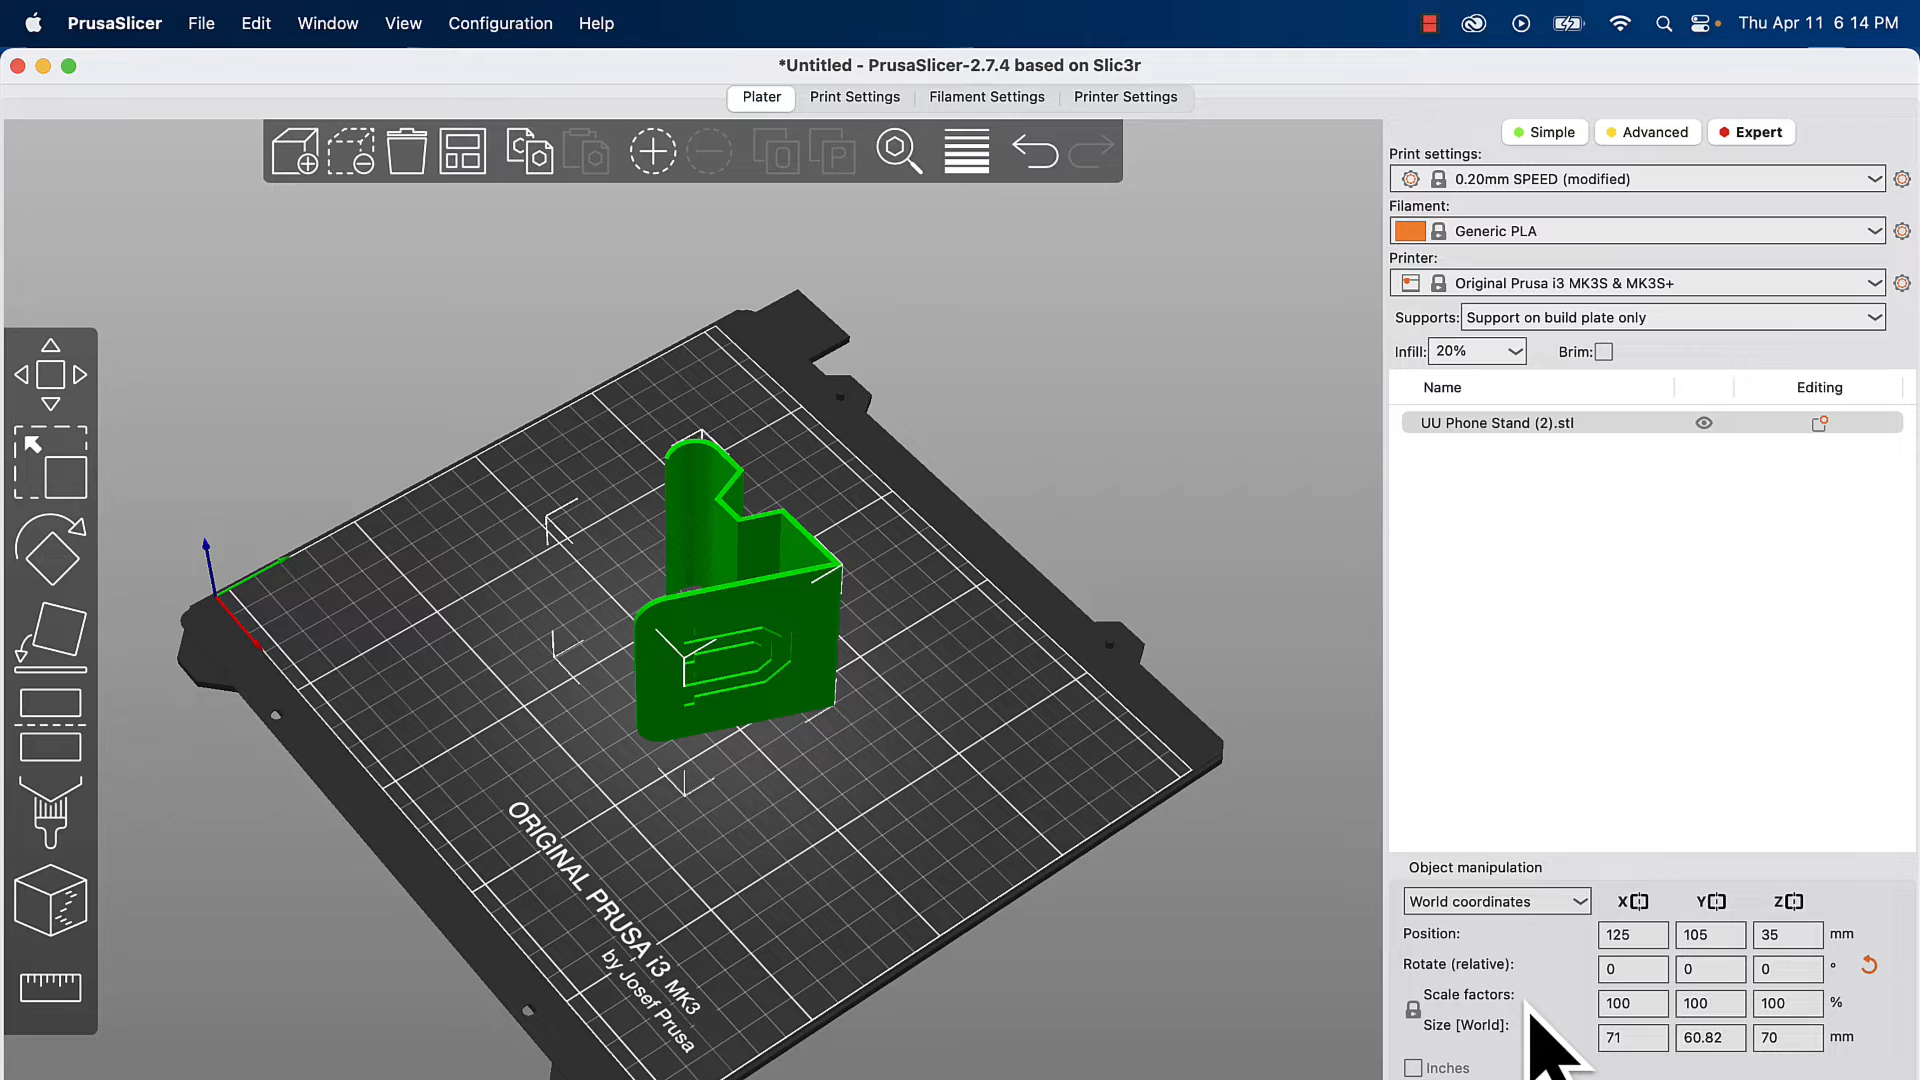 PrusaSlicer File Edit Window View Configuration Help Thu Apr 11 6:14 PM
*Untitled - PrusaSlicer-2.7.4 based on Slic3r
Plater Print Settings Filament Settings Printer Settings
Simple Advanced Expert
Print settings:
0.20mm SPEED (modified)
Filament:
Generic PLA
Printer:
Original Prusa i3 MK3S & MK3S+
Supports: Support on build plate only
Infill: 20% Brim:
Name Editing
UU Phone Stand (2).stl
ORIGINAL PRUSA i3 MK3
by Josef Prusa
Object manipulation
World coordinates X Y Z
Position: 125 105 35 mm
Rotate (relative): 0 0 0 °
Scale factors: 100 100 100 %
Size [World]: 71 60.82 70 mm
Inches